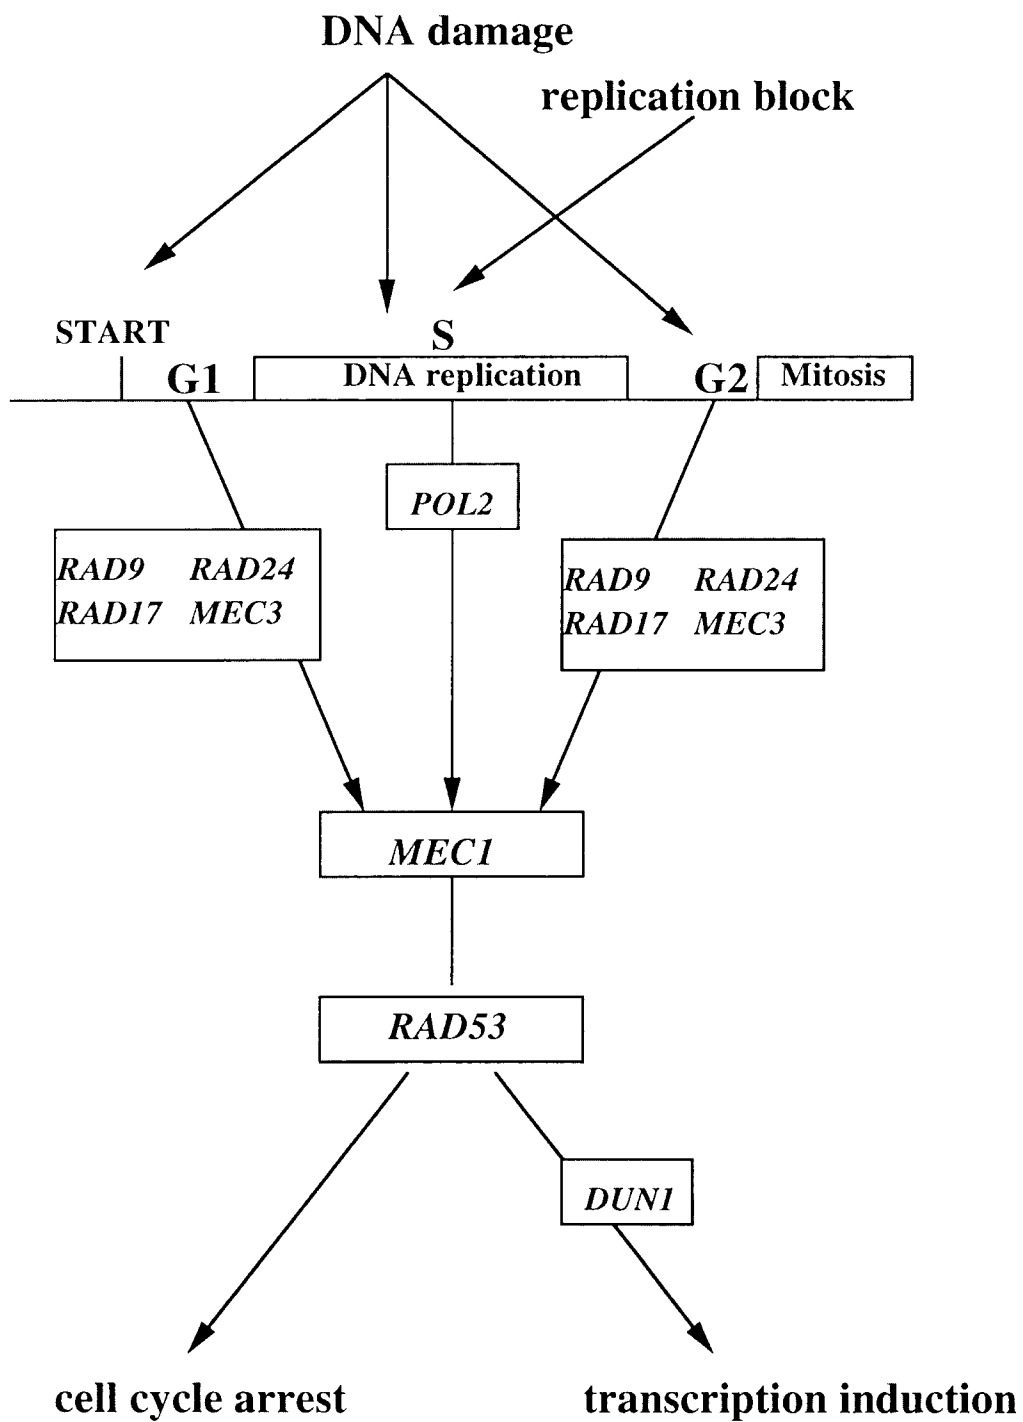 DNA damage
replication block
START
S
G1
DNA replication
G2
Mitosis
POL2
RAD9 RAD24
RAD17 MEC3
RAD9 RAD24
RAD17 MEC3
MEC1
RAD53
DUN1
cell cycle arrest
transcription induction